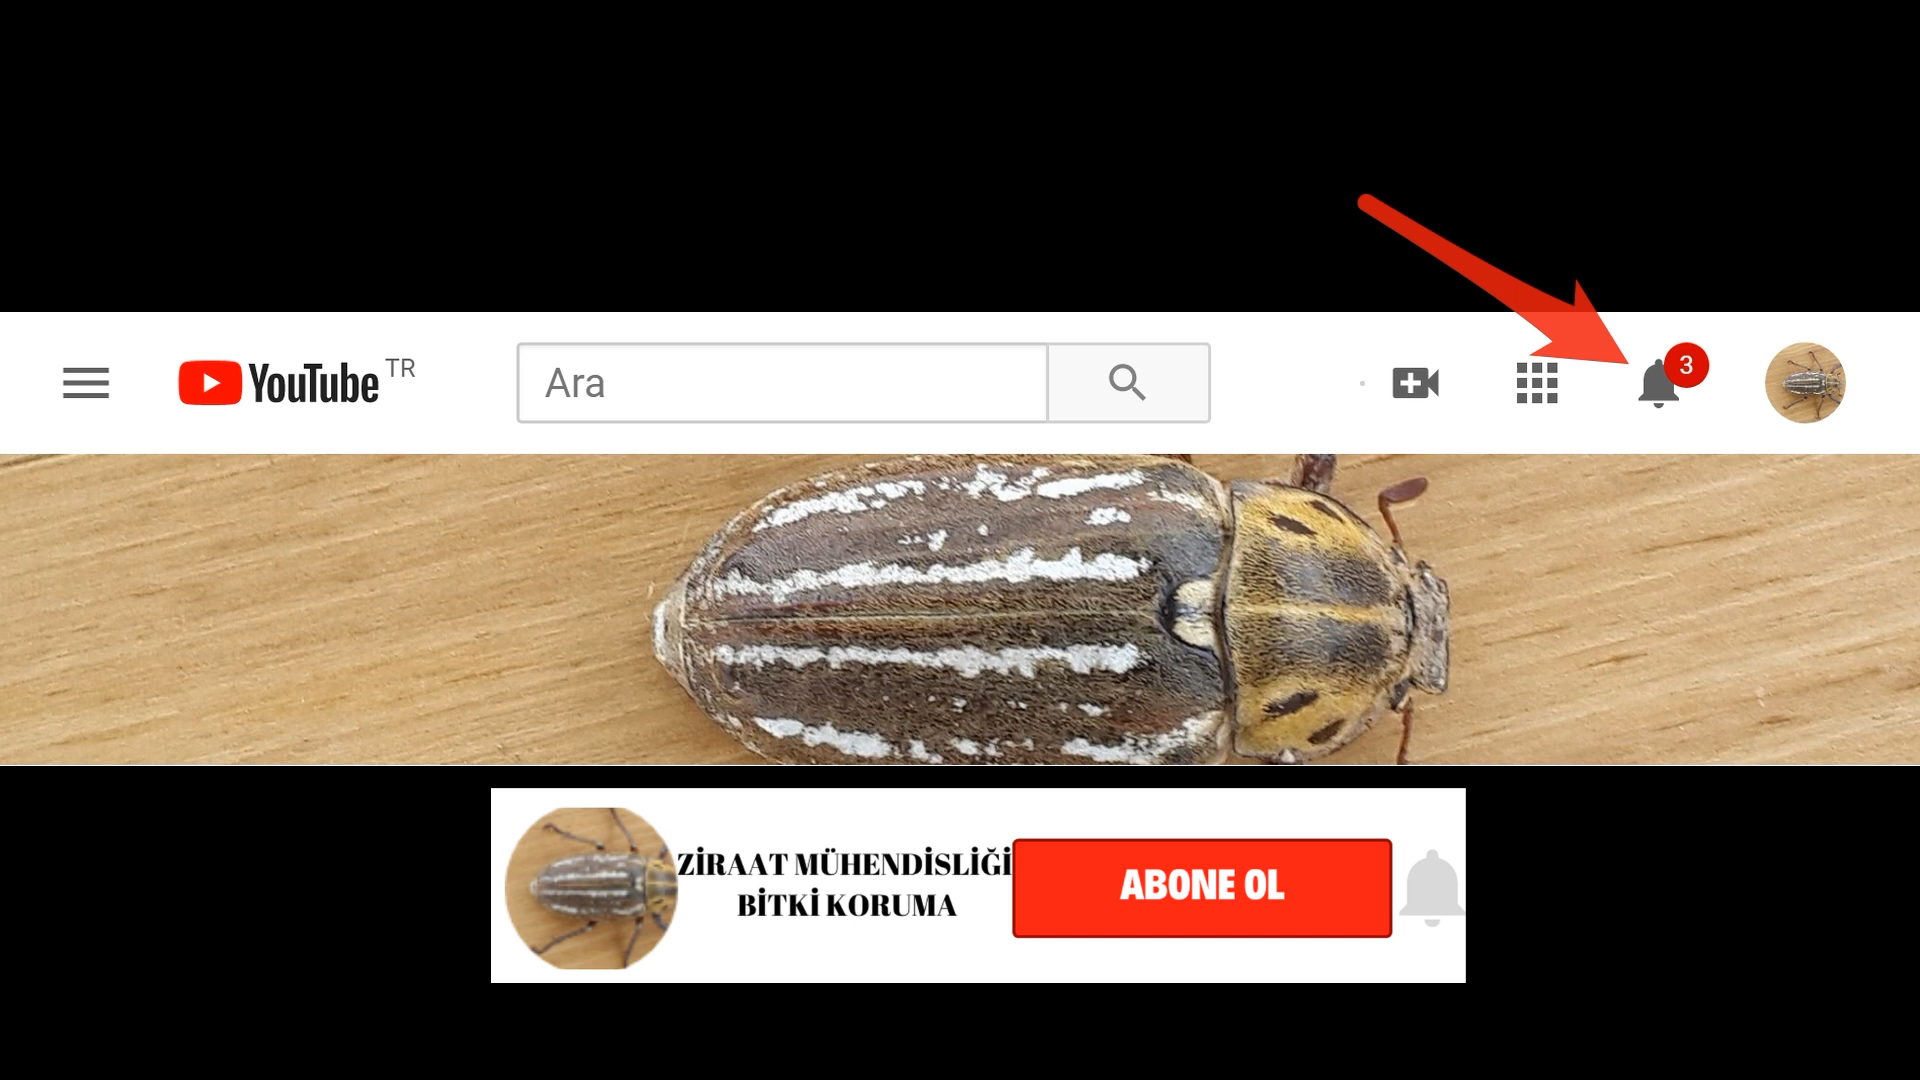 YouTube TR
Ara
3
ZİRAAT MÜHENDİSLİĞİ
BİTKİ KORUMA
ABONE OL